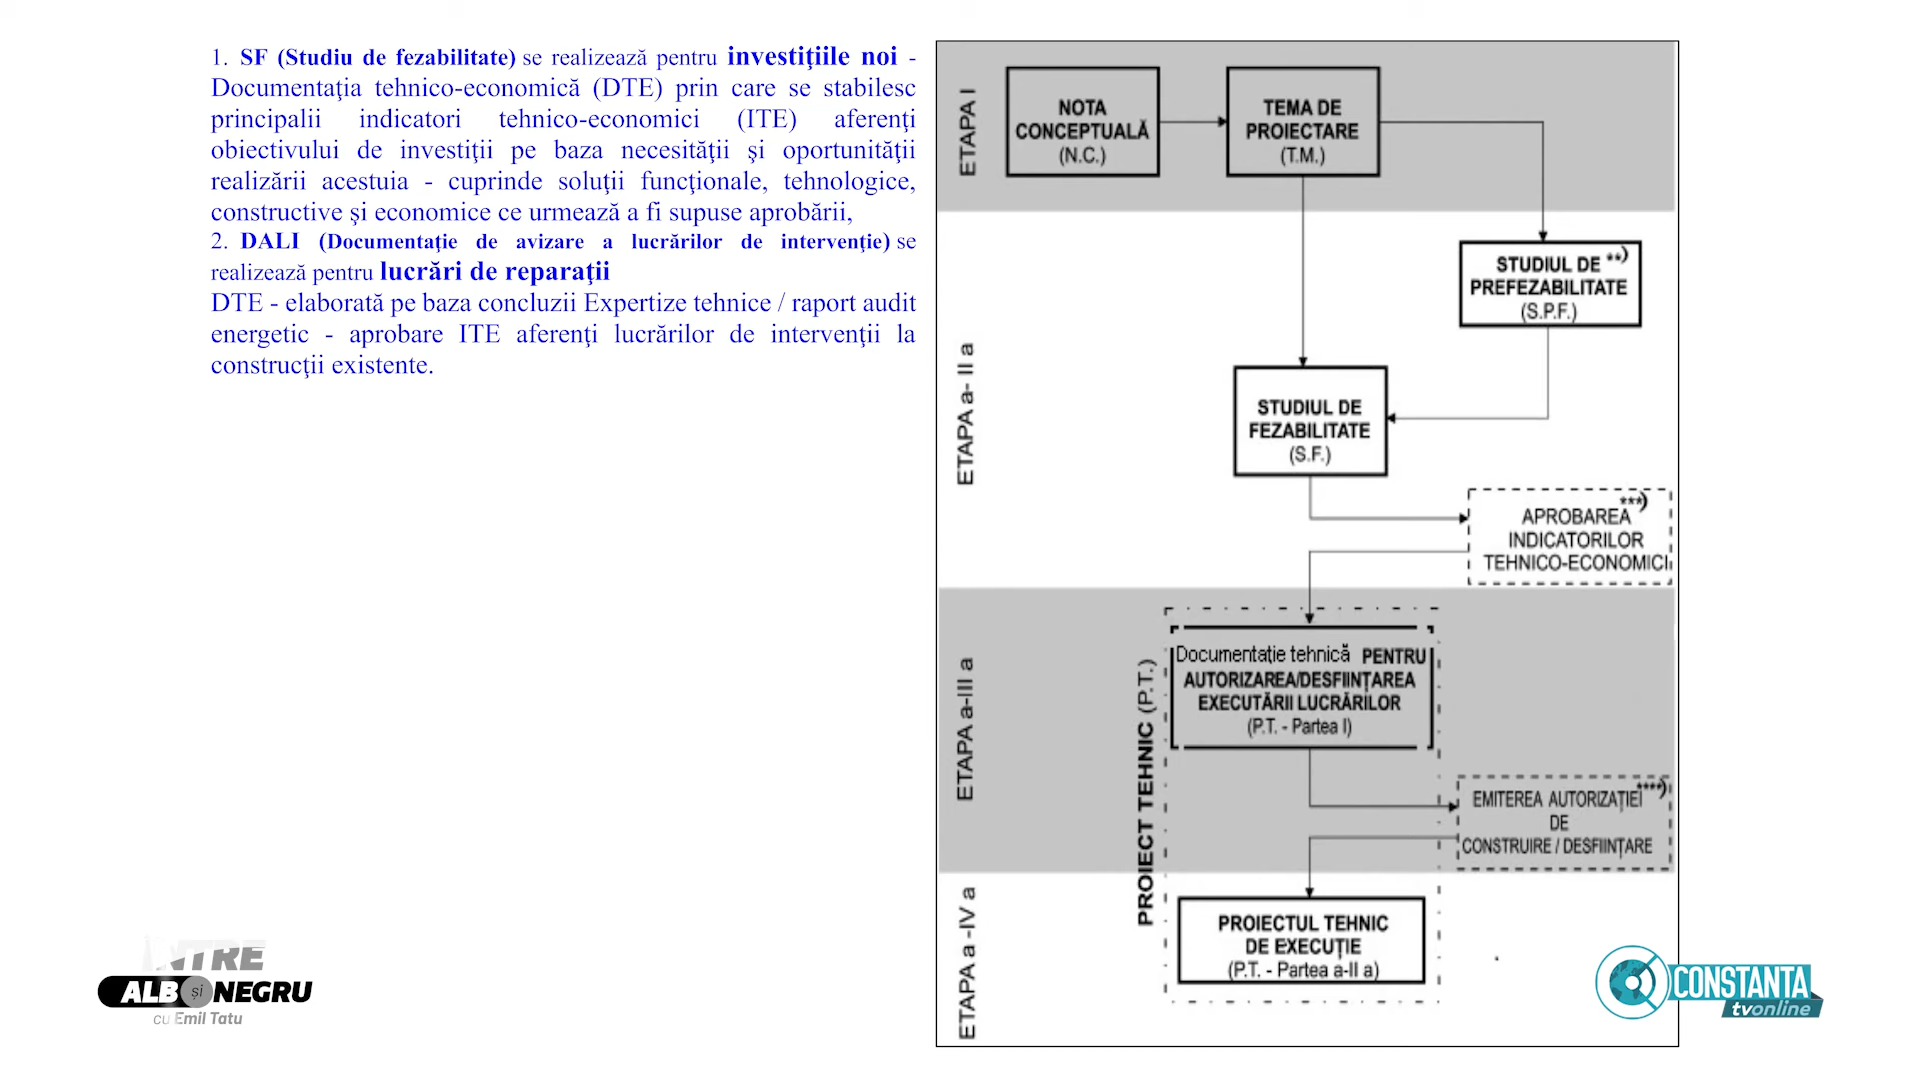 1. SF (Studiu de fezabilitate) se realizează pentru investiţiile noi -
Documentaţia tehnico-economică (DTE) prin care se stabilesc
principalii indicatori tehnico-economici (ITE) aferenţi
obiectivului de investiţii pe baza necesităţii şi oportunităţii
realizării acestuia - cuprinde soluţii funcţionale, tehnologice,
constructive şi economice ce urmează a fi supuse aprobării,
2. DALI (Documentaţie de avizare a lucrărilor de intervenţie) se
realizează pentru lucrări de reparaţii
DTE - elaborată pe baza concluzii Expertize tehnice / raport audit
energetic - aprobare ITE aferenţi lucrărilor de intervenţii la
construcţii existente.
ETAPA I
NOTA
CONCEPTUALĂ
(N.C.)
TEMA DE
PROIECTARE
(T.M.)
ETAPA a- II a
STUDIUL DE **)
PREFEZABILITATE
(S.P.F.)
STUDIUL DE
FEZABILITATE
(S.F.)
***)
APROBAREA
INDICATORILOR
TEHNICO-ECONOMICI
ETAPA a-III a
PROIECT TEHNIC (P.T.)
Documentaţie tehnică PENTRU
AUTORIZAREA/DESFIINȚAREA
EXECUTĂRII LUCRĂRILOR
(P.T. - Partea I)
****)
EMITEREA AUTORIZAȚIEI
DE
CONSTRUIRE / DESFIINȚARE
ETAPA a -IV a
PROIECTUL TEHNIC
DE EXECUȚIE
(P.T. - Partea a-II a)
ÎNTRE
ALB și NEGRU
cu Emil Tatu
CONSTANTA
tvonline